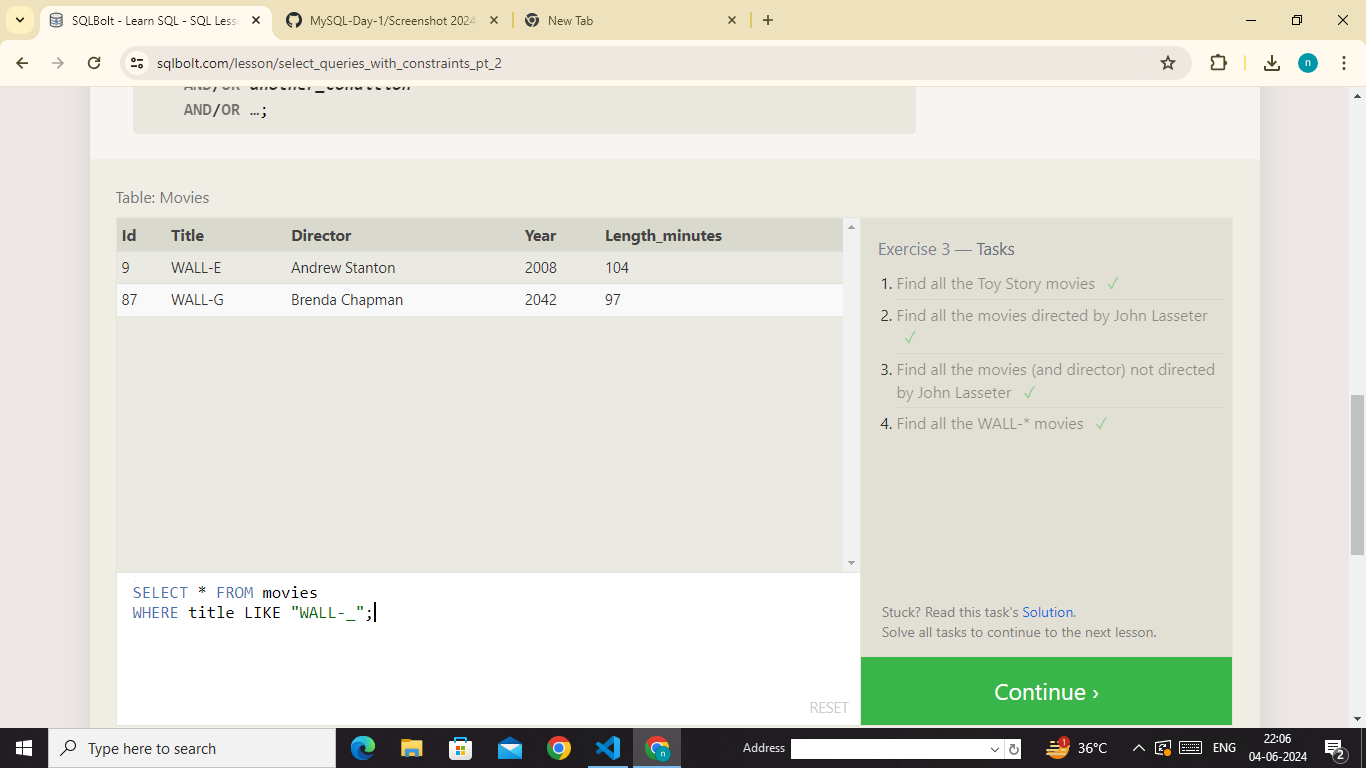 SQLBolt - Learn SQL - SQL Less
MySQL-Day-1/Screenshot 2024
New Tab
sqlbolt.com/lesson/select_queries_with_constraints_pt_2
n
AND/OR another_condition
AND/OR …;
Table: Movies
Id Title Director Year Length_minutes
9 WALL-E Andrew Stanton 2008 104
87 WALL-G Brenda Chapman 2042 97
Exercise 3 — Tasks
1. Find all the Toy Story movies ✓
2. Find all the movies directed by John Lasseter
✓
3. Find all the movies (and director) not directed
by John Lasseter ✓
4. Find all the WALL-* movies ✓
SELECT * FROM movies
WHERE title LIKE "WALL-_";
RESET
Stuck? Read this task's Solution.
Solve all tasks to continue to the next lesson.
Continue ›
Type here to search
n
Address
1
36°C
ENG
22:06
04-06-2024
2